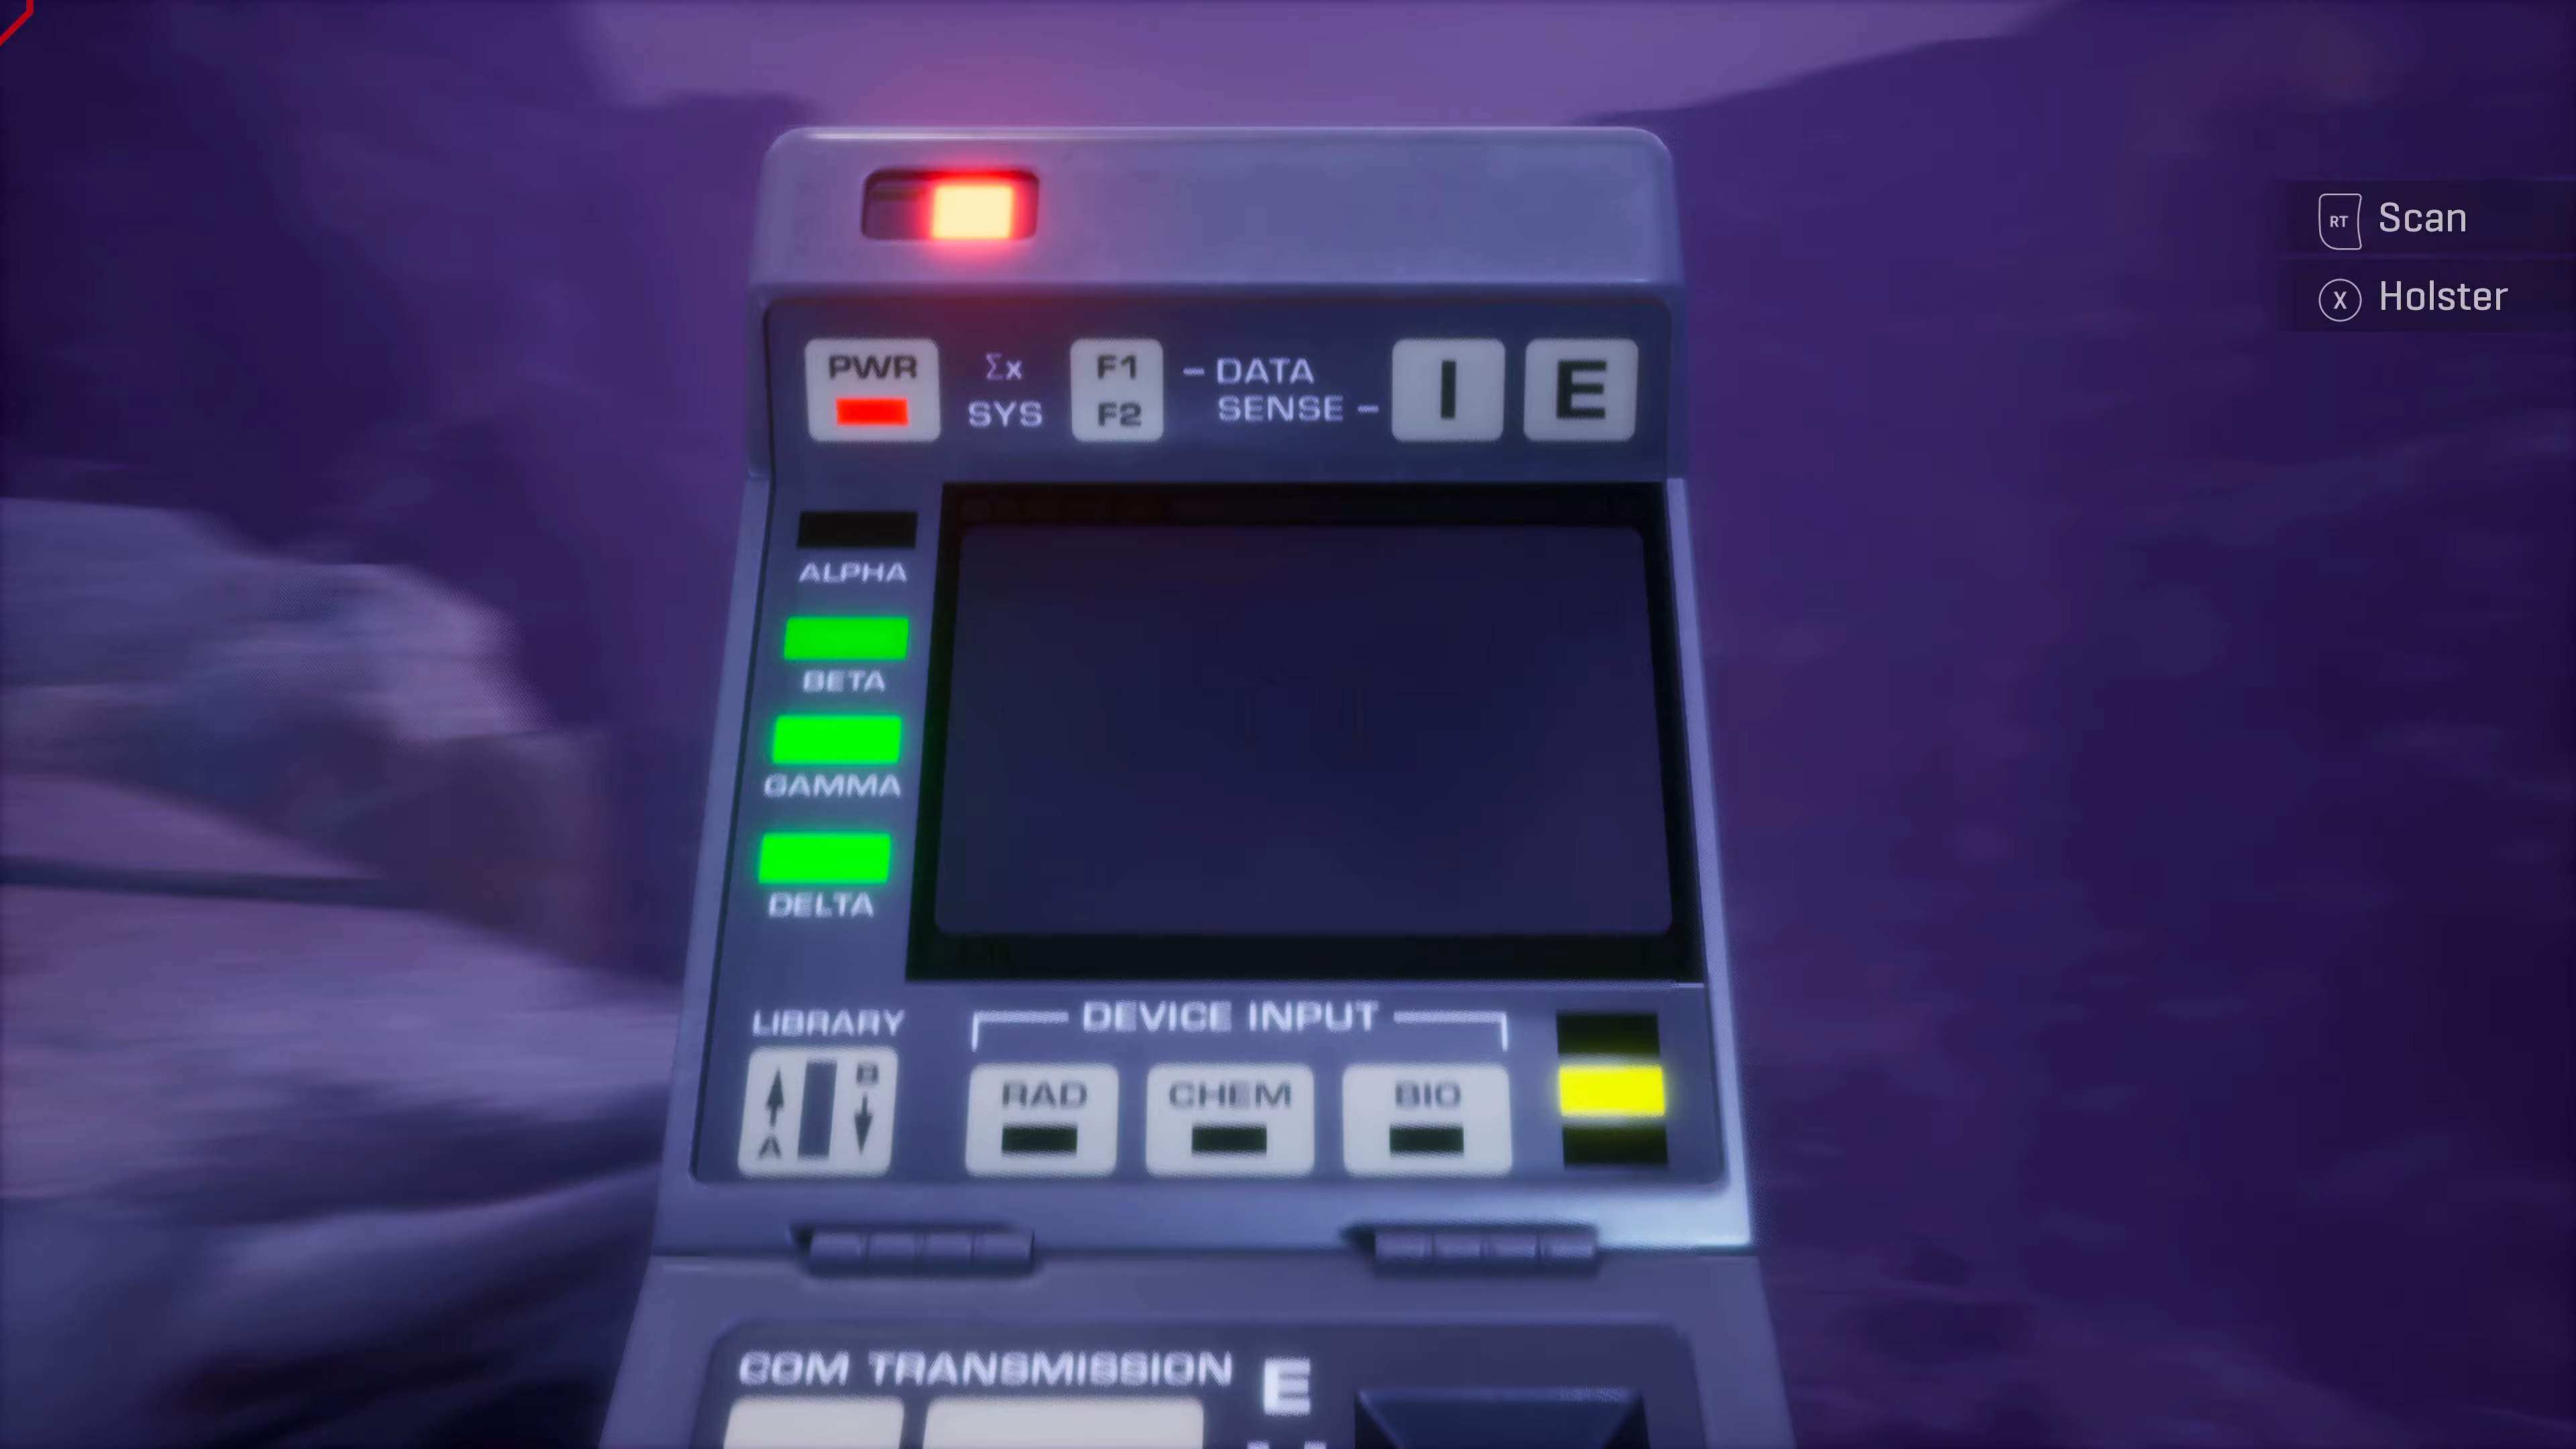 RT Scan
X Holster
PWR
Σx
SYS
F1
F2
– DATA
SENSE –
I
E
ALPHA
BETA
GAMMA
DELTA
LIBRARY
A
B
DEVICE INPUT
RAD
CHEM
BIO
COM TRANSMISSION
E